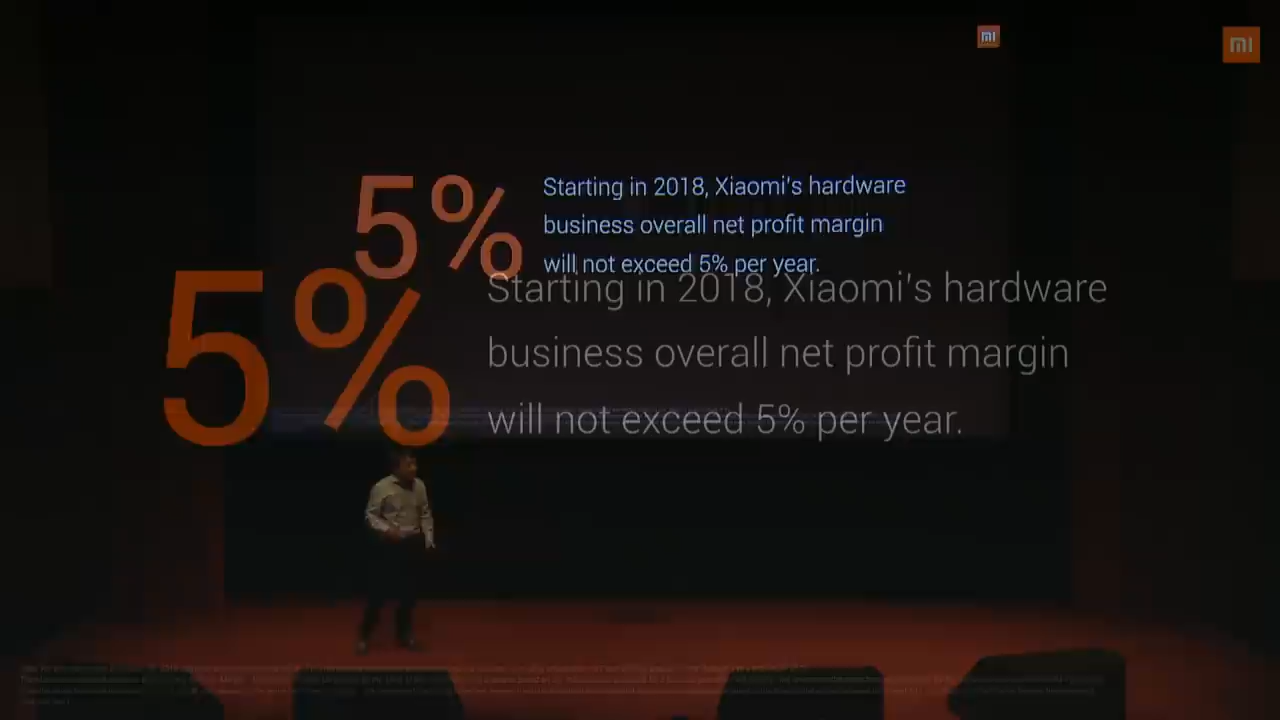 mi
mi
5%
Starting in 2018, Xiaomi's hardware
business overall net profit margin
will not exceed 5% per year.
5%
Starting in 2018, Xiaomi's hardware
business overall net profit margin
will not exceed 5% per year.